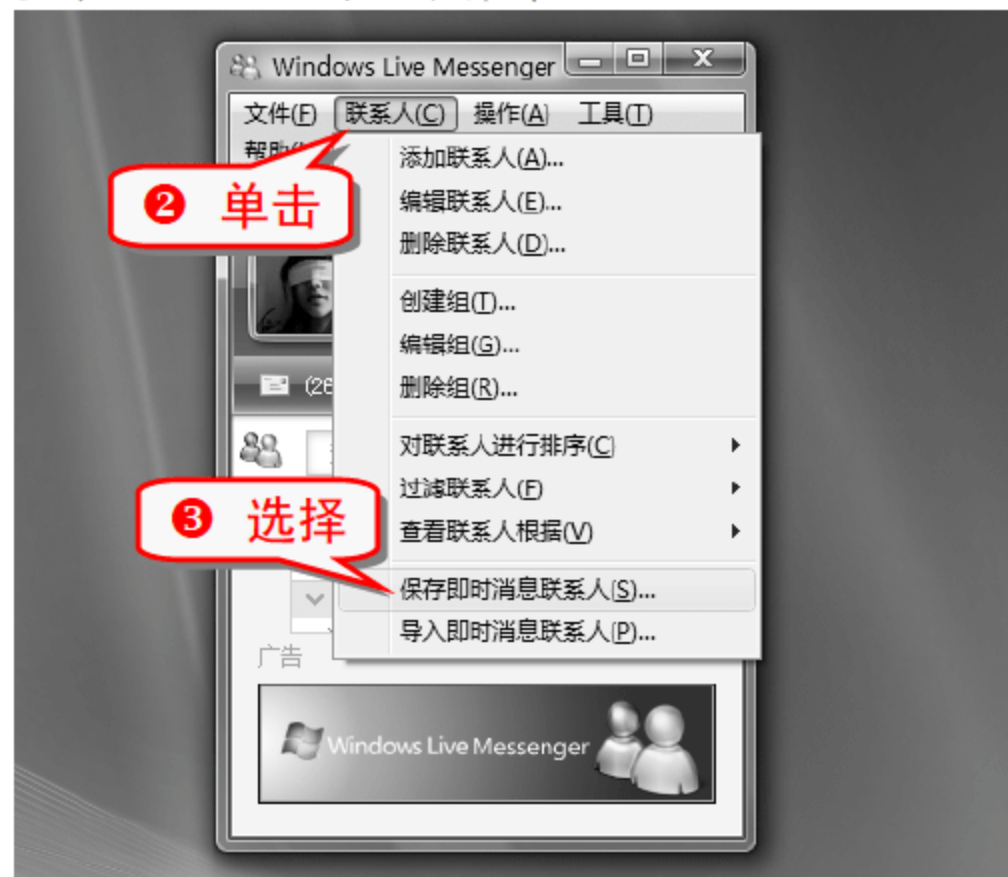 Windows Live Messenger
文件(F) 联系人(C) 操作(A) 工具(T)
添加联系人(A)...
❷ 单击
编辑联系人(E)...
删除联系人(D)...
创建组(T)...
编辑组(G)...
(26
删除组(R)...
对联系人进行排序(C)
过滤联系人(F)
❸ 选择
查看联系人根据(V)
保存即时消息联系人(S)...
导入即时消息联系人(P)...
广告
Windows Live Messenger